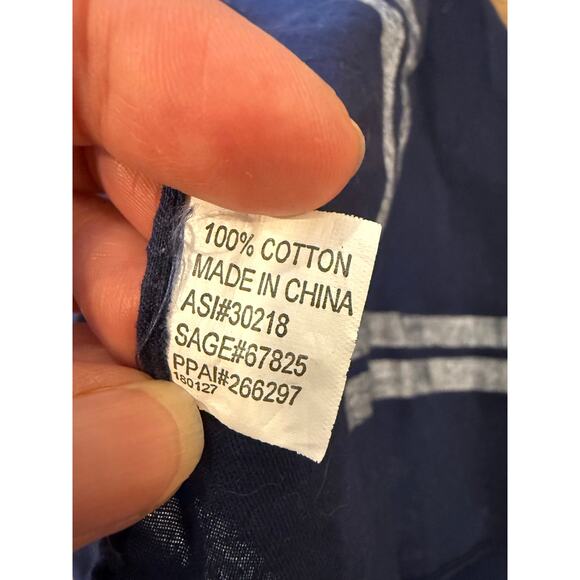 100% COTTON
MADE IN CHINA
ASI#30218
SAGE#67825
PPAI#266297
180127